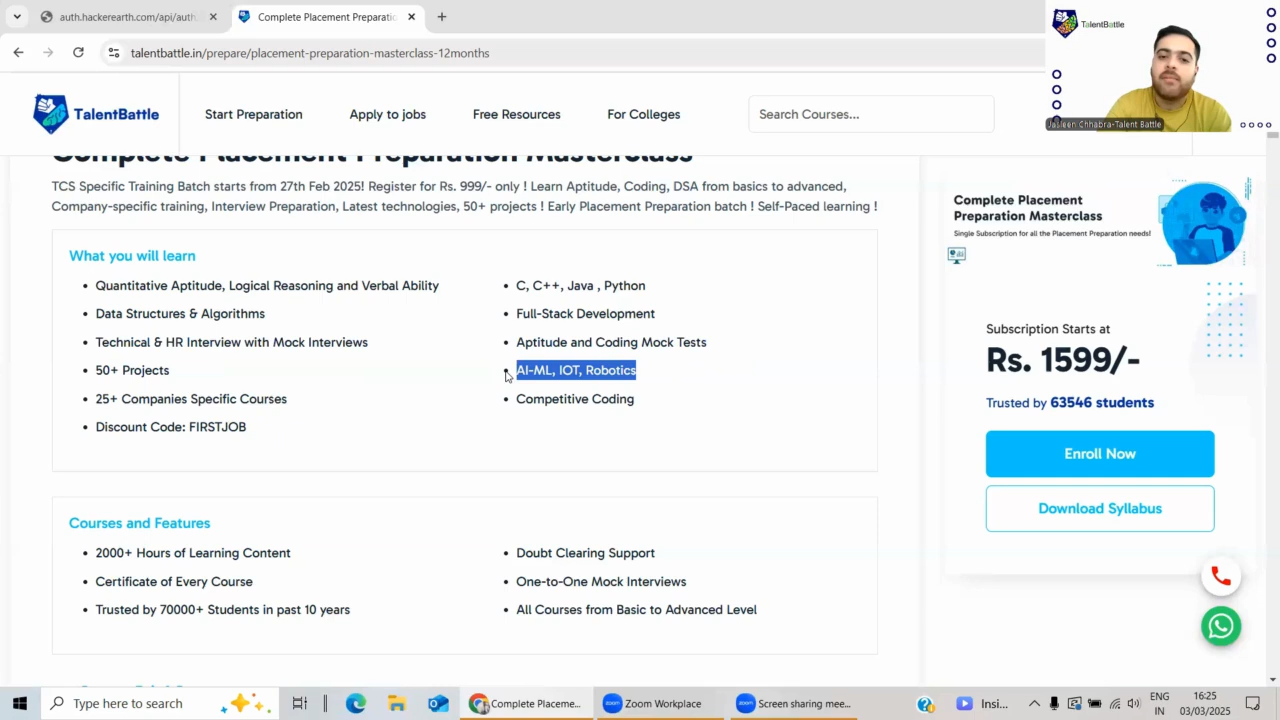 auth.hackerearth.com/api/auth
Complete Placement Preparatio
talentbattle.in/prepare/placement-preparation-masterclass-12months
TalentBattle
Jasleen Chhabra-Talent Battle
TalentBattle
Start Preparation
Apply to jobs
Free Resources
For Colleges
Search Courses...
Complete Placement Preparation Masterclass
TCS Specific Training Batch starts from 27th Feb 2025! Register for Rs. 999/- only ! Learn Aptitude, Coding, DSA from basics to advanced,
Company-specific training, Interview Preparation, Latest technologies, 50+ projects ! Early Placement Preparation batch ! Self-Paced learning !
What you will learn
Quantitative Aptitude, Logical Reasoning and Verbal Ability
Data Structures & Algorithms
Technical & HR Interview with Mock Interviews
50+ Projects
25+ Companies Specific Courses
Discount Code: FIRSTJOB
C, C++, Java , Python
Full-Stack Development
Aptitude and Coding Mock Tests
AI-ML, IOT, Robotics
Competitive Coding
Courses and Features
2000+ Hours of Learning Content
Certificate of Every Course
Trusted by 70000+ Students in past 10 years
Doubt Clearing Support
One-to-One Mock Interviews
All Courses from Basic to Advanced Level
Complete Placement
Preparation Masterclass
Single Subscription for all the Placement Preparation needs!
Subscription Starts at
Rs. 1599/-
Trusted by 63546 students
Enroll Now
Download Syllabus
Type here to search
Complete Placeme...
Zoom Workplace
Screen sharing mee...
Insi...
ENG
IN
16:25
03/03/2025